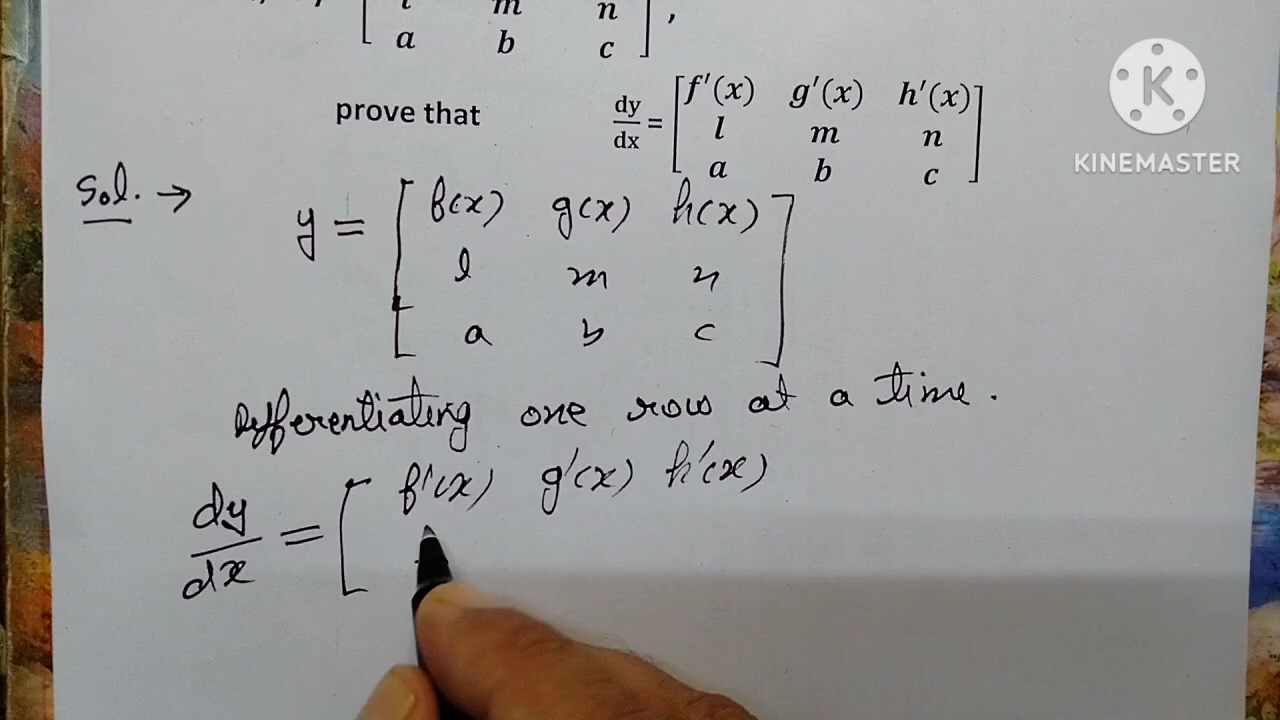 m n
a b c ,
prove that dy/dx = [f′(x) g′(x) h′(x)
l m n
a b c]
KINEMASTER
Sol. →
y = [f(x) g(x) h(x)
l m n
a b c]
Differentiating one row at a time.
dy/dx = [f′(x) g′(x) h′(x)